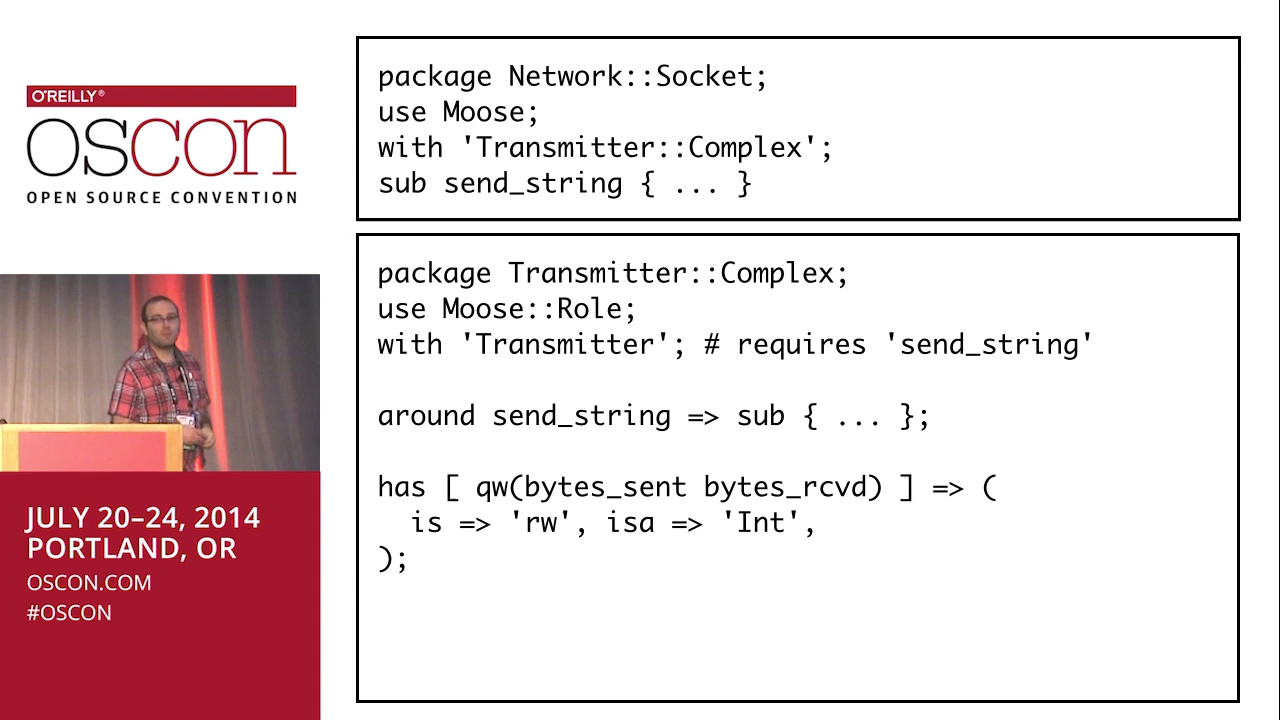 O'REILLY®
OSCON
OPEN SOURCE CONVENTION
JULY 20–24, 2014
PORTLAND, OR
OSCON.COM
#OSCON
package Network::Socket;
use Moose;
with 'Transmitter::Complex';
sub send_string { ... }
package Transmitter::Complex;
use Moose::Role;
with 'Transmitter'; # requires 'send_string'
around send_string => sub { ... };
has [ qw(bytes_sent bytes_rcvd) ] => (
  is => 'rw', isa => 'Int',
);